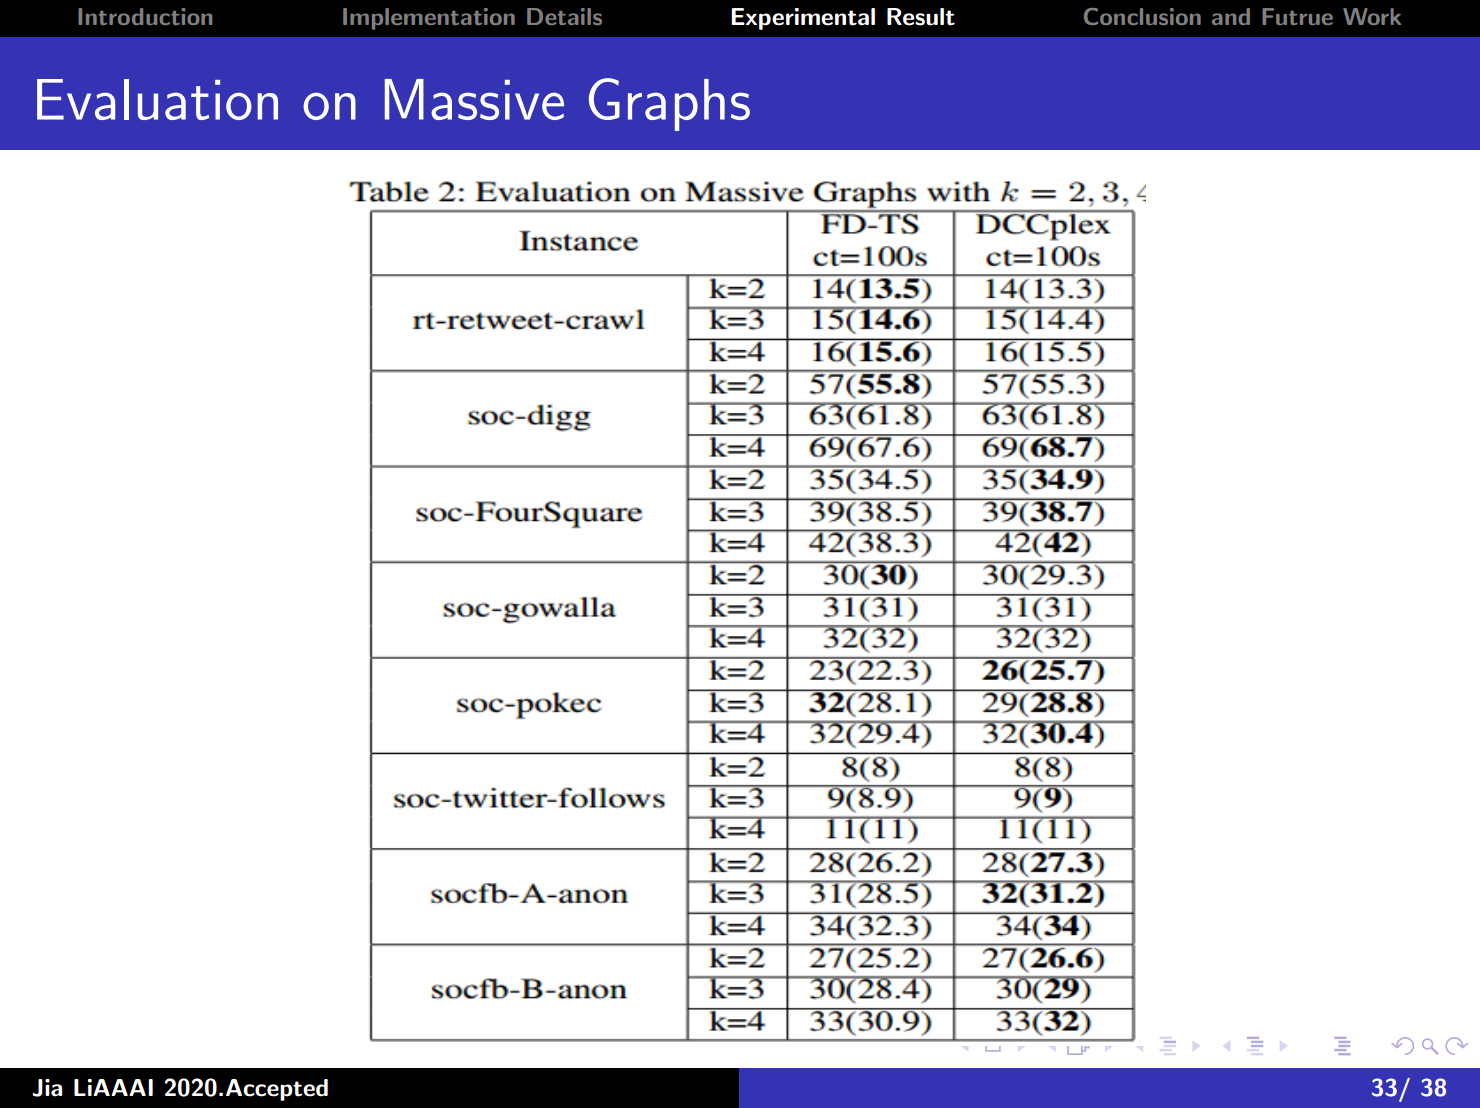 Introduction Implementation Details Experimental Result Conclusion and Futrue Work
Evaluation on Massive Graphs
Table 2: Evaluation on Massive Graphs with k = 2, 3, 4
Instance FD-TS DCCplex
ct=100s ct=100s
rt-retweet-crawl k=2 14(13.5) 14(13.3)
k=3 15(14.6) 15(14.4)
k=4 16(15.6) 16(15.5)
soc-digg k=2 57(55.8) 57(55.3)
k=3 63(61.8) 63(61.8)
k=4 69(67.6) 69(68.7)
soc-FourSquare k=2 35(34.5) 35(34.9)
k=3 39(38.5) 39(38.7)
k=4 42(38.3) 42(42)
soc-gowalla k=2 30(30) 30(29.3)
k=3 31(31) 31(31)
k=4 32(32) 32(32)
soc-pokec k=2 23(22.3) 26(25.7)
k=3 32(28.1) 29(28.8)
k=4 32(29.4) 32(30.4)
soc-twitter-follows k=2 8(8) 8(8)
k=3 9(8.9) 9(9)
k=4 11(11) 11(11)
socfb-A-anon k=2 28(26.2) 28(27.3)
k=3 31(28.5) 32(31.2)
k=4 34(32.3) 34(34)
socfb-B-anon k=2 27(25.2) 27(26.6)
k=3 30(28.4) 30(29)
k=4 33(30.9) 33(32)
Jia LiAAAI 2020.Accepted 33/ 38